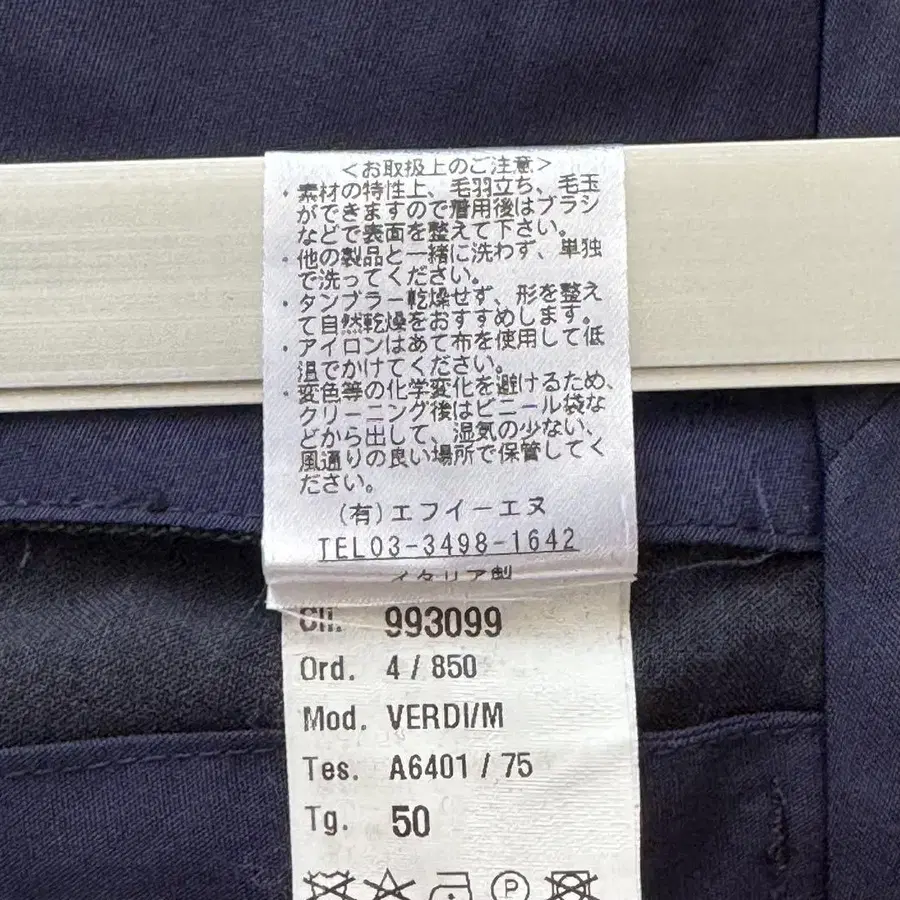 ＜お取扱上のご注意＞
・素材の特性上、毛羽立ち、毛玉
ができますので着用後はブラシ
などで表面を整えて下さい。
・他の製品と一緒に洗わず、単独
で洗ってください。
・タンブラー乾燥せず、形を整え
て自然乾燥をおすすめします。
・アイロンはあて布を使用して低
温でかけてください。
・変色等の化学変化を避けるため、
クリーニング後はビニール袋な
どから出して、湿気の少ない、
風通りの良い場所で保管してく
ださい。
(有)エフイーエヌ
TEL03-3498-1642
イタリア製
Cli. 993099
Ord. 4 / 850
Mod. VERDI/M
Tes. A6401 / 75
Tg. 50
P